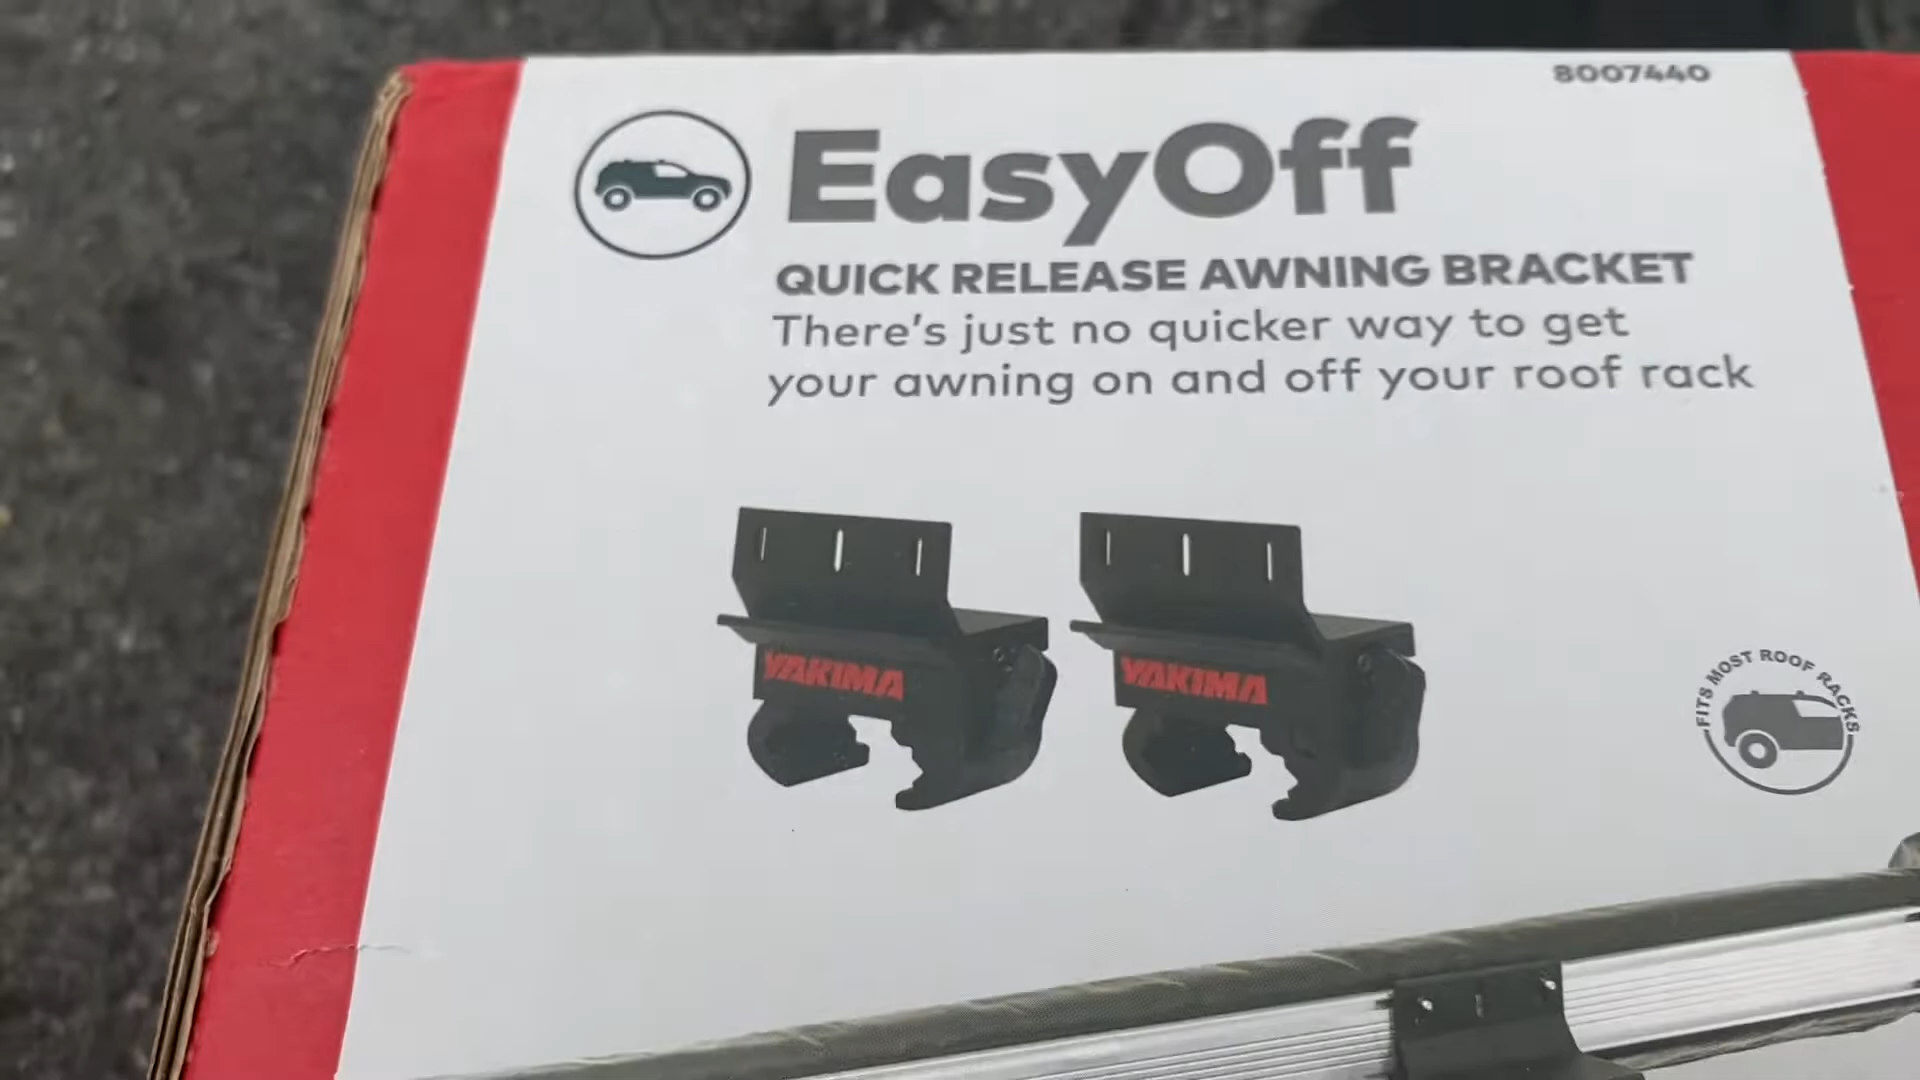 8007440
EasyOff
QUICK RELEASE AWNING BRACKET
There's just no quicker way to get
your awning on and off your roof rack
YAKIMA
YAKIMA
FITS MOST ROOF RACKS